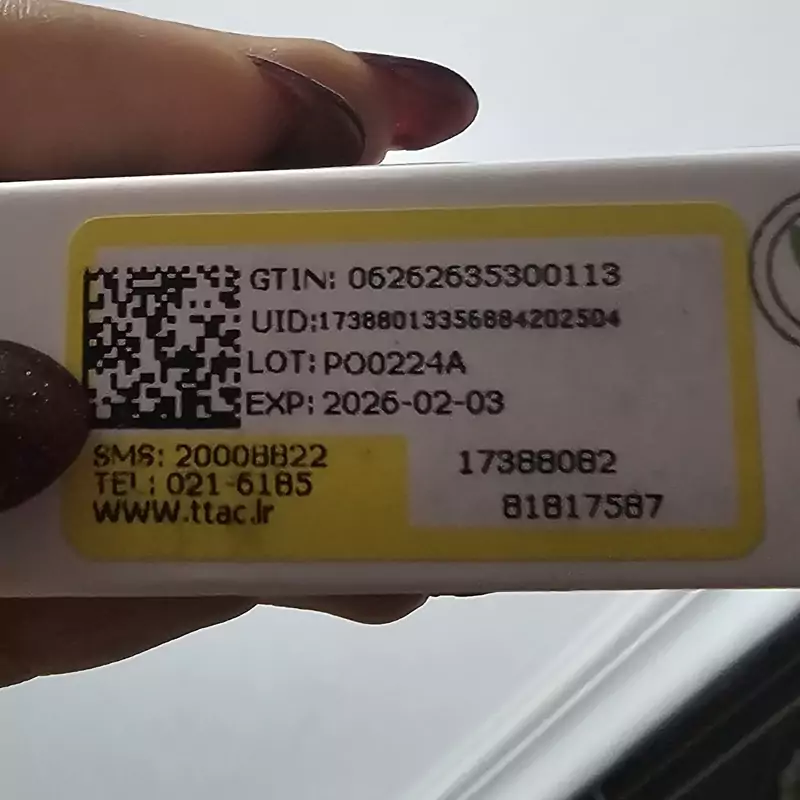 GTIN: 06262635300113
UID:17388013356884202504
LOT: PO0224A
EXP: 2026-02-03
SMS: 20008822
TEL: 021-6185
WWW.ttac.Ir
17388082
81817587